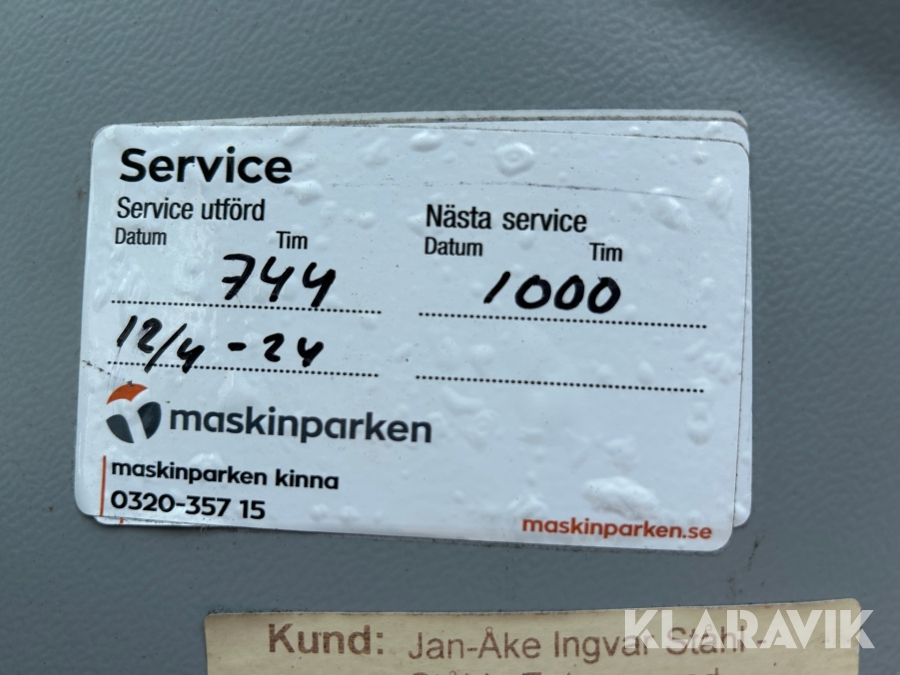 Service
Service utförd
Datum Tim
744
12/4 - 24
Nästa service
Datum Tim
1000
maskinparken
maskinparken kinna
0320-357 15
maskinparken.se
Kund: Jan-Åke Ingvar Ståhl -
KLARAVIK